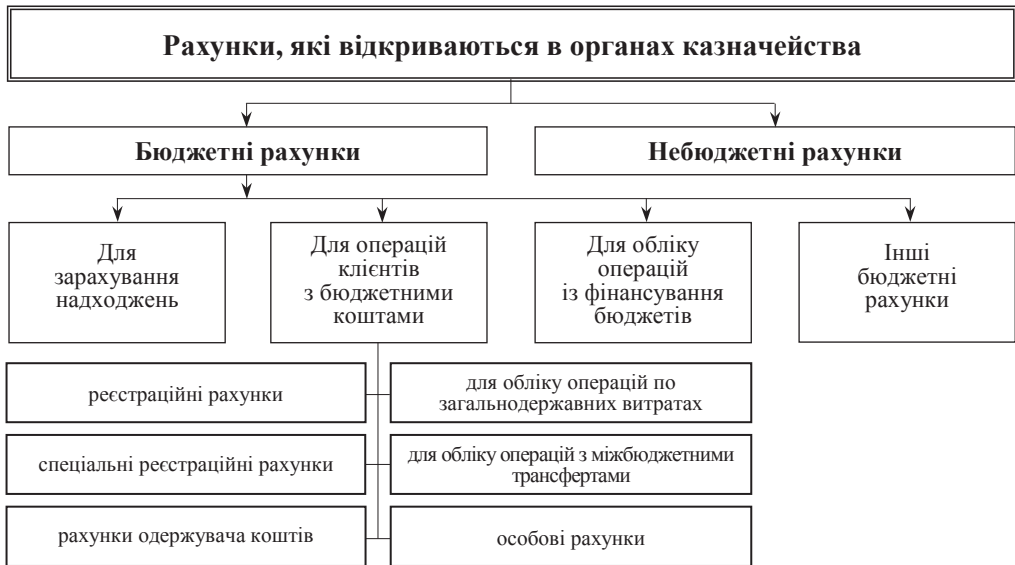 Рахунки, які відкриваються в органах казначейства
Бюджетні рахунки
Небюджетні рахунки
Для
зарахування
надходжень
Для операцій
клієнтів
з бюджетними
коштами
Для обліку
операцій
із фінансування
бюджетів
Інші
бюджетні
рахунки
реєстраційні рахунки
для обліку операцій по
загальнодержавних витратах
спеціальні реєстраційні рахунки
для обліку операцій з міжбюджетними
трансфертами
рахунки одержувача коштів
особові рахунки